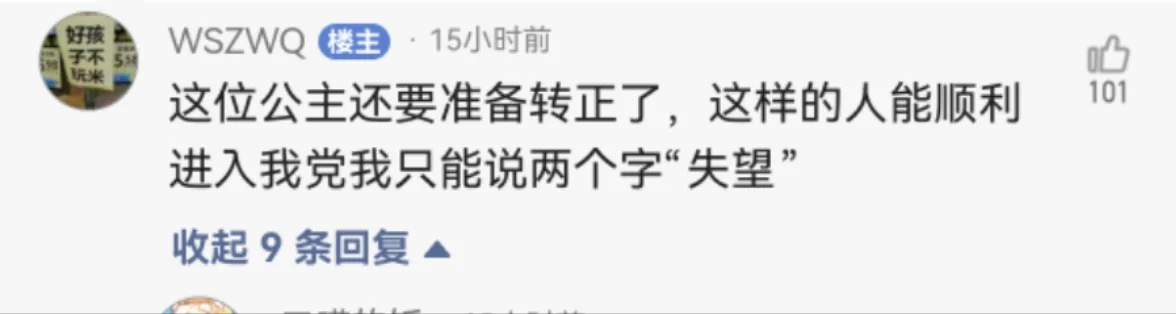 好孩
子不
玩米
WSZWQ 楼主 · 15小时前
这位公主还要准备转正了，这样的人能顺利
101
进入我党我只能说两个字“失望”
收起 9 条回复